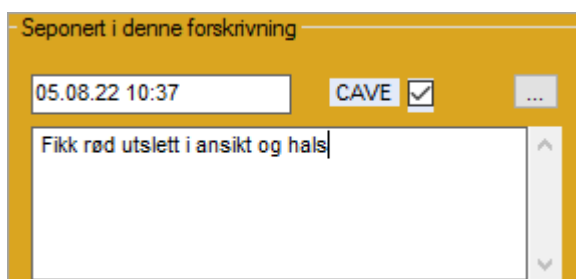 Seponert i denne forskrivning
05.08.22 10:37 CAVE ...
Fikk rød utslett i ansikt og hals